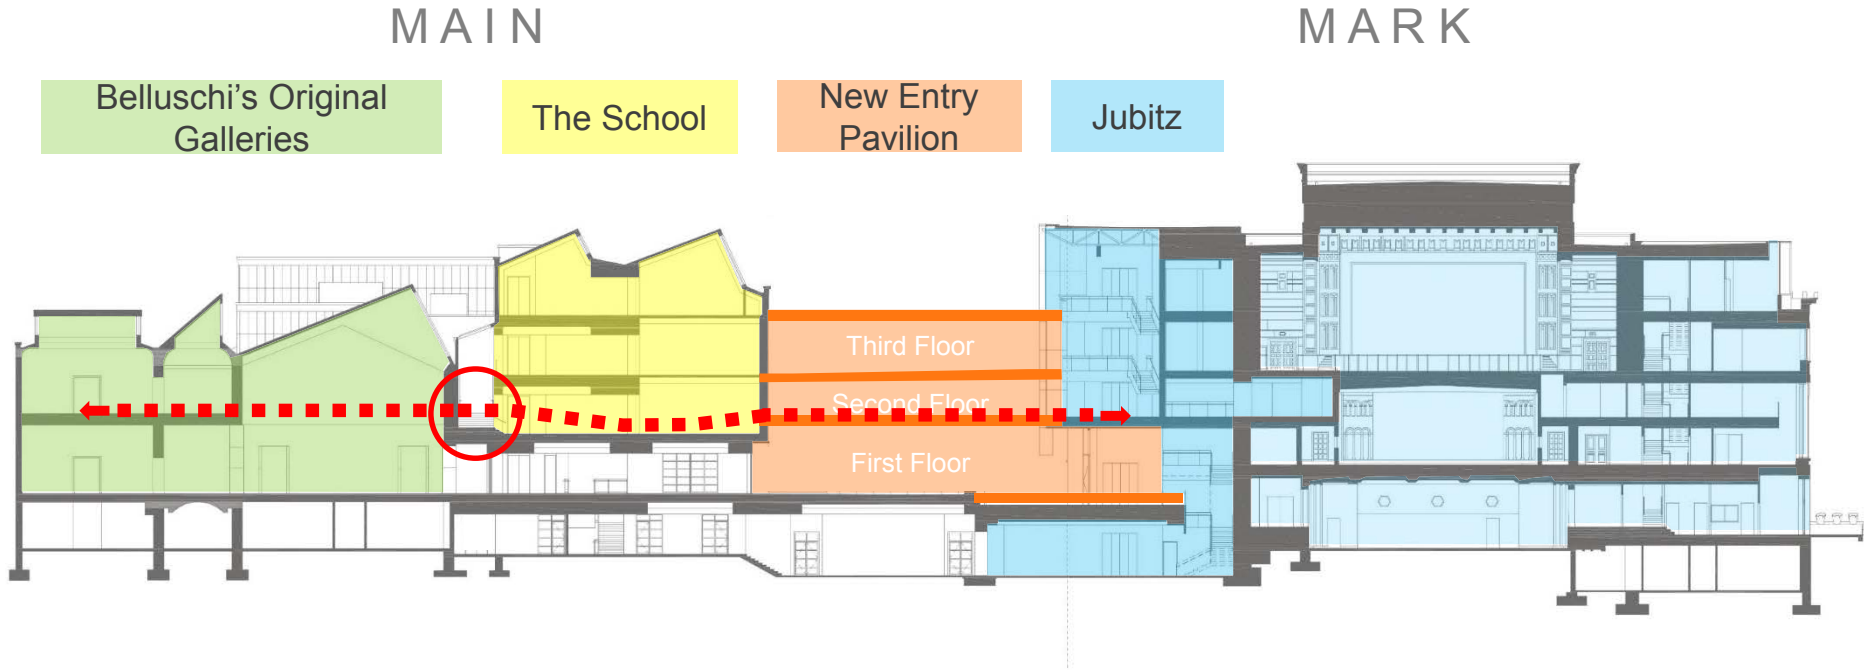 MAIN
MARK
Belluschi’s Original
Galleries
The School
New Entry
Pavilion
Jubitz
Third Floor
Second Floor
First Floor